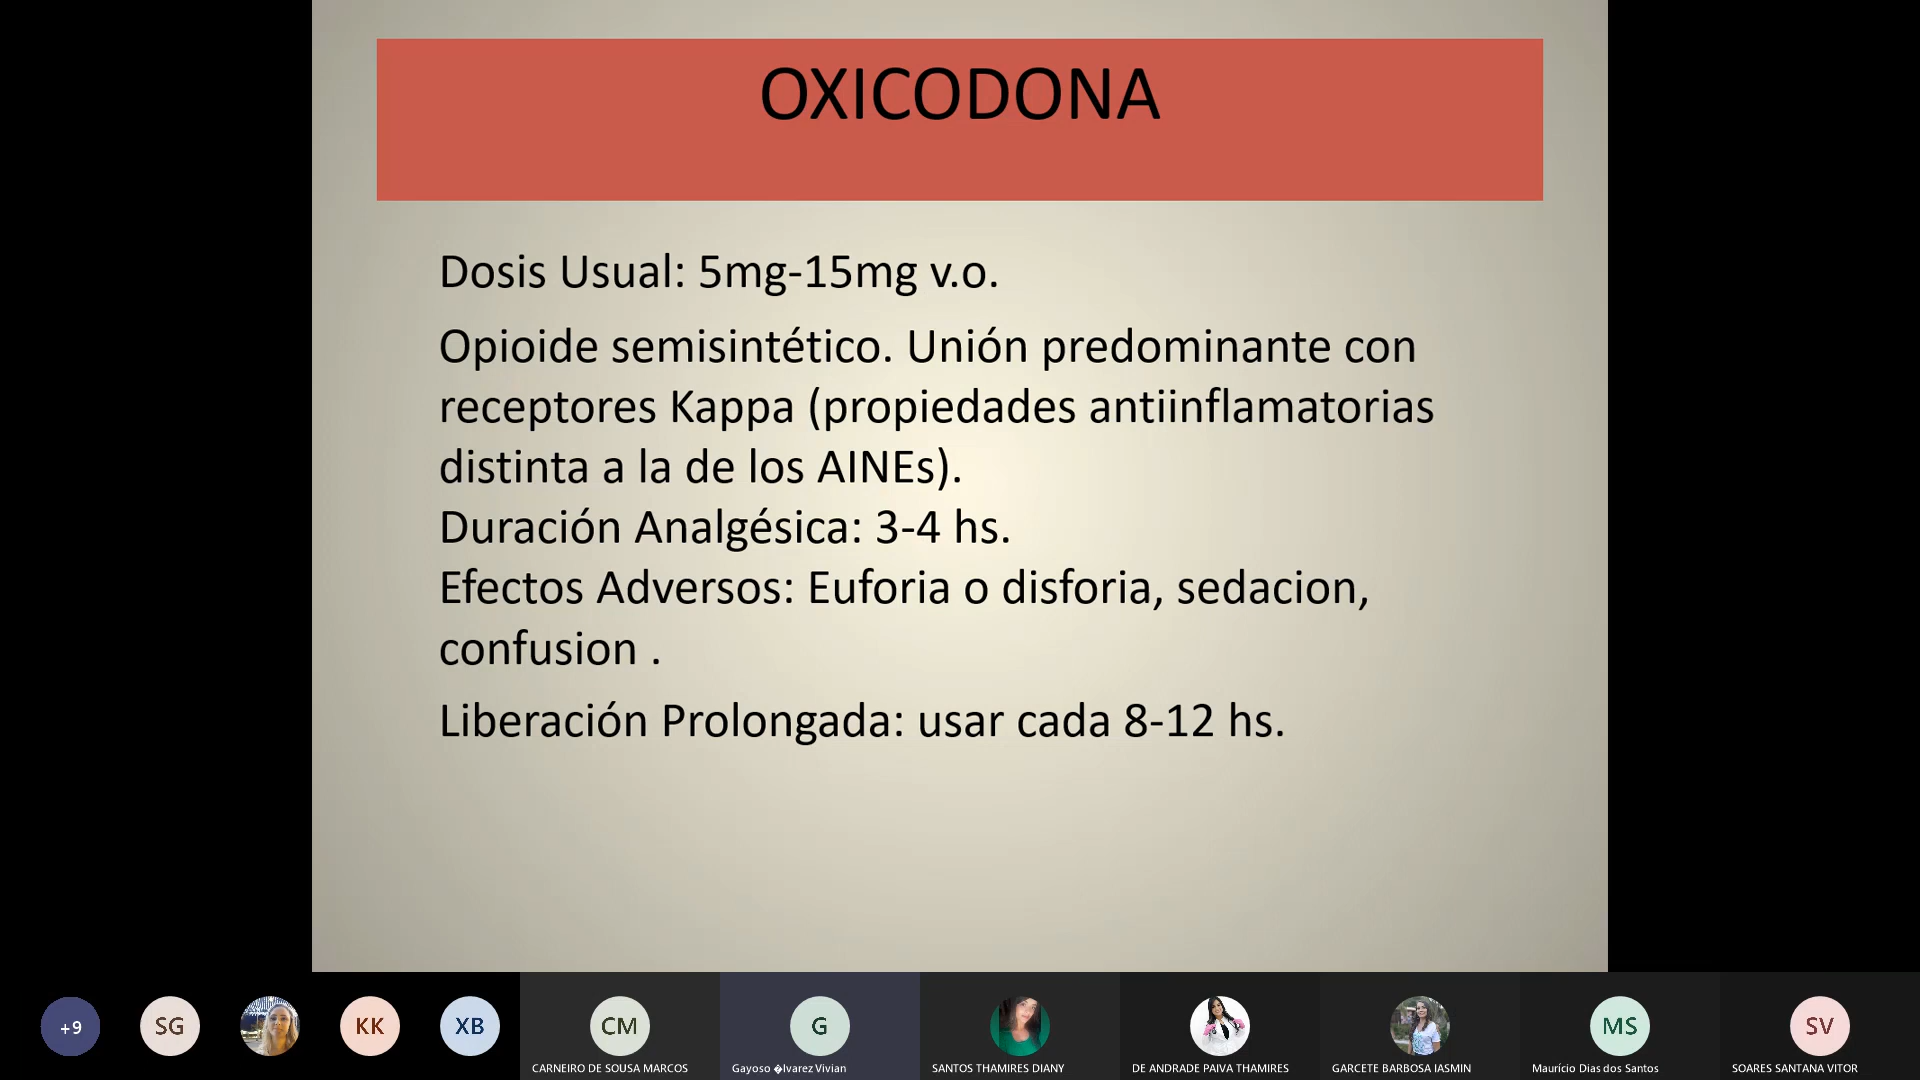 OXICODONA
Dosis Usual: 5mg-15mg v.o.
Opioide semisintético. Unión predominante con
receptores Kappa (propiedades antiinflamatorias
distinta a la de los AINEs).
Duración Analgésica: 3-4 hs.
Efectos Adversos: Euforia o disforia, sedacion,
confusion .
Liberación Prolongada: usar cada 8-12 hs.
+9
SG
KK
XB
CM
G
MS
SV
CARNEIRO DE SOUSA MARCOS
Gayoso �lvarez Vivian
SANTOS THAMIRES DIANY
DE ANDRADE PAIVA THAMIRES
GARCETE BARBOSA IASMIN
Maurício Dias dos Santos
SOARES SANTANA VITOR